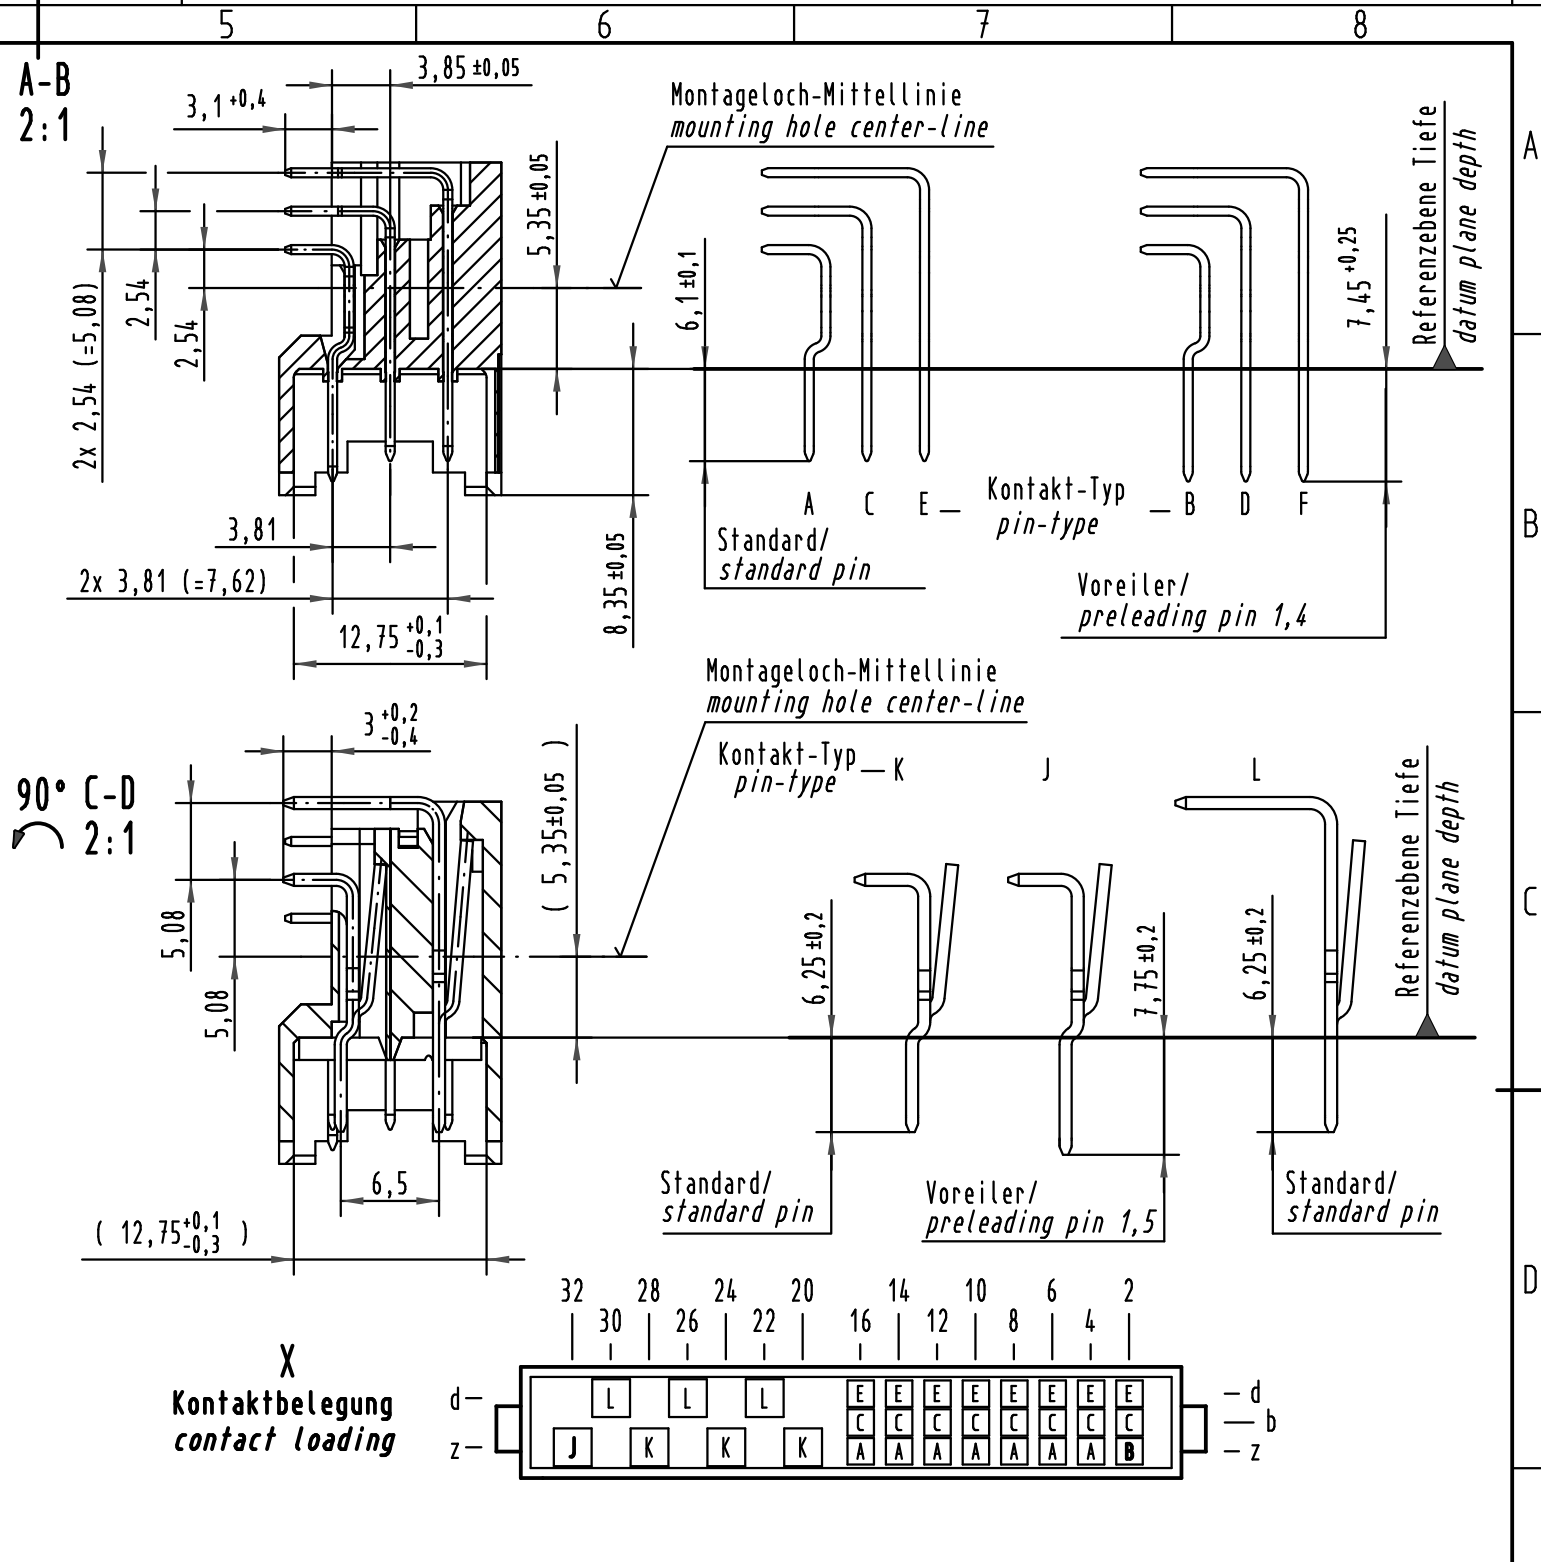 5 6 7 8
A-B
2:1
3,85 ±0,05
3,1 +0,4
Montageloch-Mittellinie
mounting hole center-line
5,35 ±0,05
6,1 ±0,1
7,45 +0,25
Referenzebene Tiefe
datum plane depth
A
2x 2,54 (=5,08)
2,54
2,54
A C E
Kontakt-Typ
pin-type
B D F
B
3,81
2x 3,81 (=7,62)
12,75 +0,1 -0,3
8,35 ±0,05
Standard/
standard pin
Voreiler/
preleading pin 1,4
Montageloch-Mittellinie
mounting hole center-line
3 +0,2 -0,4
( 5,35±0,05 )
Kontakt-Typ
pin-type
K J L
90° C-D
2:1
5,08
5,08
6,25 ±0,2
7,75 ±0,2
6,25 ±0,2
Referenzebene Tiefe
datum plane depth
C
6,5
( 12,75 +0,1 -0,3 )
Standard/
standard pin
Voreiler/
preleading pin 1,5
Standard/
standard pin
D
32 28 24 20 14 10 6 2
30 26 22 16 12 8 4
X
Kontaktbelegung
contact loading
d L L L E E E E E E E E d
C C C C C C C C b
z J K K K A A A A A A A B z